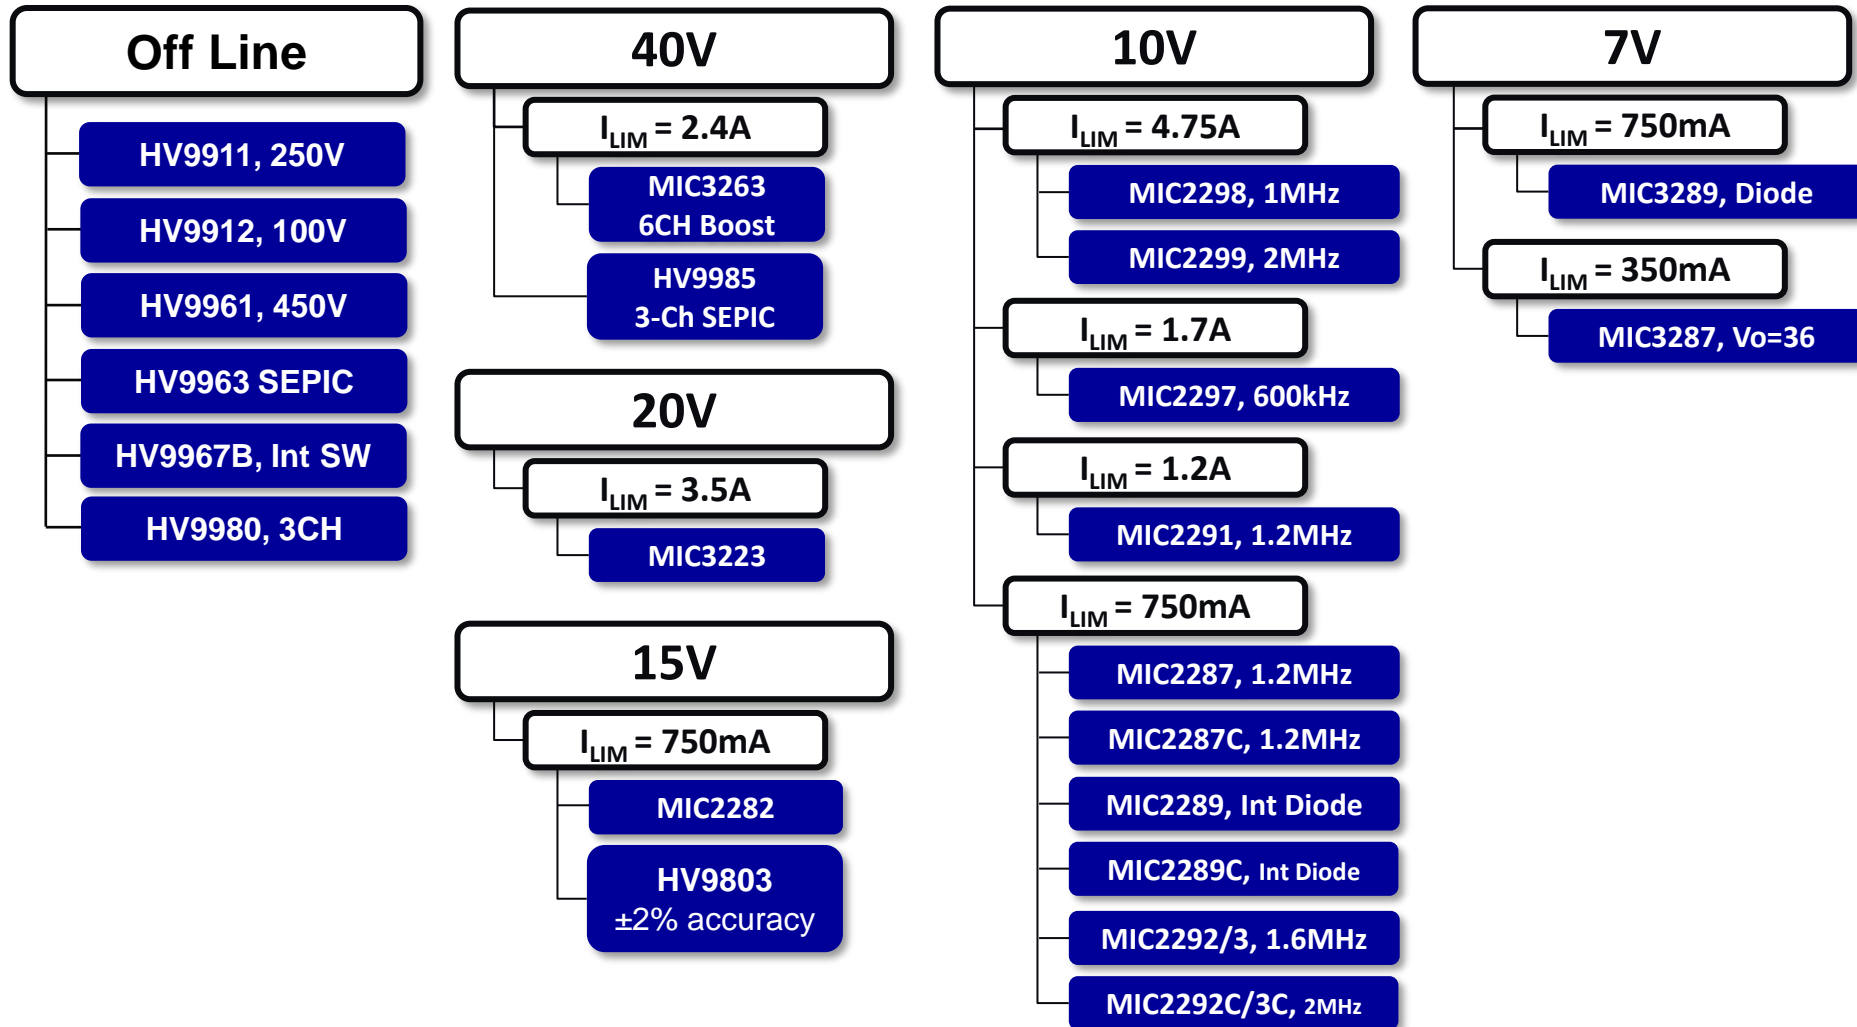 Off Line
HV9911, 250V
HV9912, 100V
HV9961, 450V
HV9963 SEPIC
HV9967B, Int SW
HV9980, 3CH
40V
ILIM = 2.4A
MIC3263
6CH Boost
HV9985
3-Ch SEPIC
20V
ILIM = 3.5A
MIC3223
15V
ILIM = 750mA
MIC2282
HV9803
±2% accuracy
10V
ILIM = 4.75A
MIC2298, 1MHz
MIC2299, 2MHz
ILIM = 1.7A
MIC2297, 600kHz
ILIM = 1.2A
MIC2291, 1.2MHz
ILIM = 750mA
MIC2287, 1.2MHz
MIC2287C, 1.2MHz
MIC2289, Int Diode
MIC2289C, Int Diode
MIC2292/3, 1.6MHz
MIC2292C/3C, 2MHz
7V
ILIM = 750mA
MIC3289, Diode
ILIM = 350mA
MIC3287, Vo=36